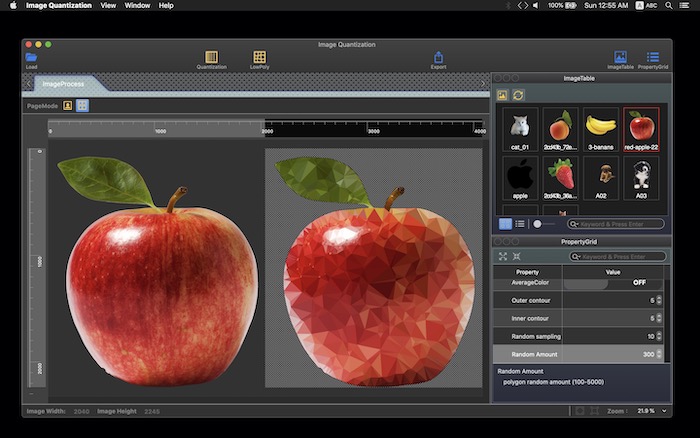 Image Quantization View Window Help 100% Sun 12:55 AM A ABC
Image Quantization
Load Quantization LowPoly Export ImageTable PropertyGrid
ImageProcess
PageMode
0 1000 2000 3000 4000
0
1000
2000
ImageTable
cat_01 3-banans red-apple-22
apple A02 A03
Keyword & Press Enter
PropertyGrid
Keyword & Press Enter
Property Value
AverageColor OFF
Outer contour 5
Inner contour 5
Random sampling 10
Random Amount 300
Random Amount
polygon random amount (100-5000)
Image Width: 2040 Image Height 2245 Zoom : 21.9 %